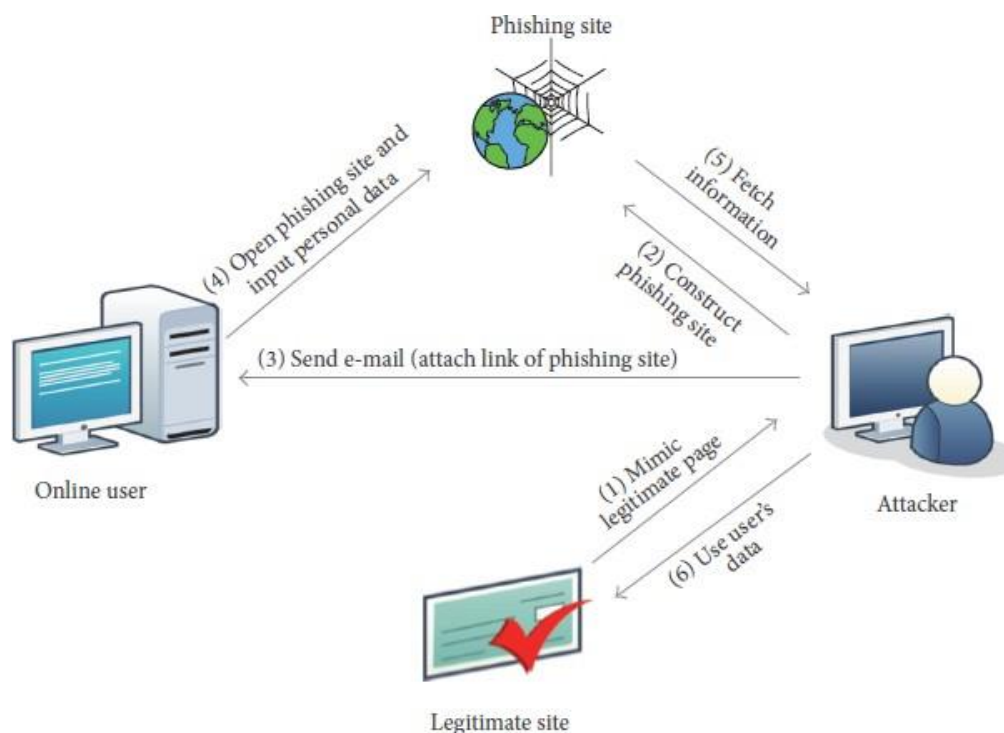 Phishing site
(4) Open phishing site and
input personal data
(5) Fetch
information
(2) Construct
phishing site
(3) Send e-mail (attach link of phishing site)
Online user
(1) Mimic
legitimate page
Attacker
(6) Use user's
data
Legitimate site